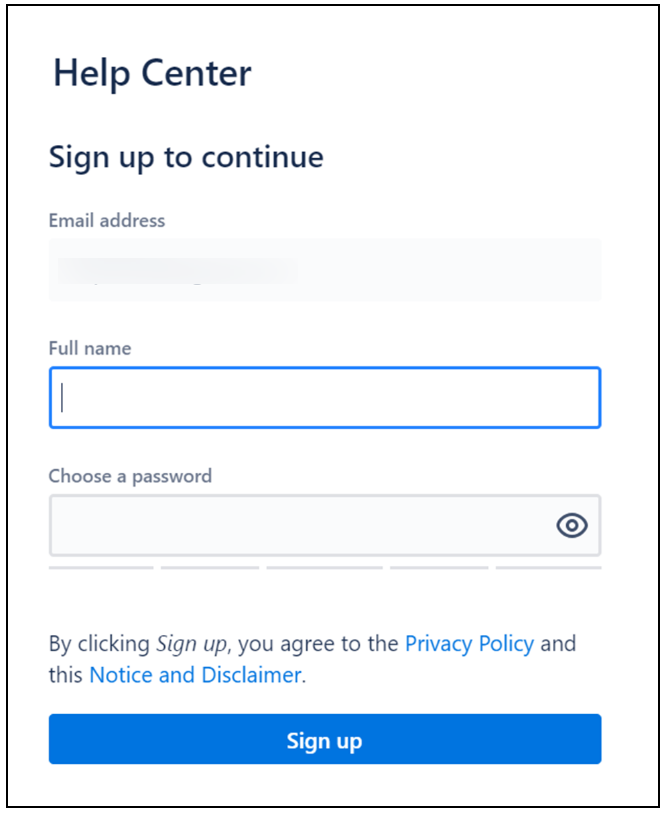 Help Center
Sign up to continue
Email address
Full name
Choose a password
By clicking Sign up, you agree to the Privacy Policy and
this Notice and Disclaimer.
Sign up